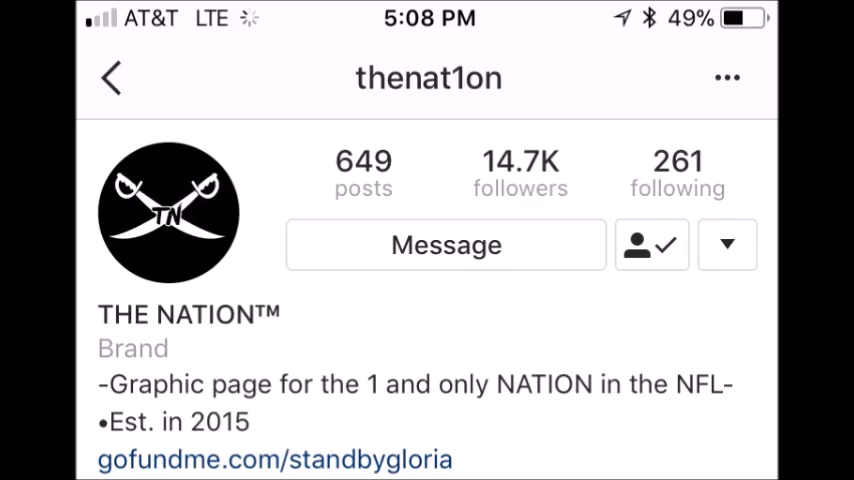 AT&T LTE 5:08 PM 49%
thenat1on
649 14.7K 261
posts followers following
TN
Message
THE NATION™
Brand
-Graphic page for the 1 and only NATION in the NFL-
•Est. in 2015
gofundme.com/standbygloria